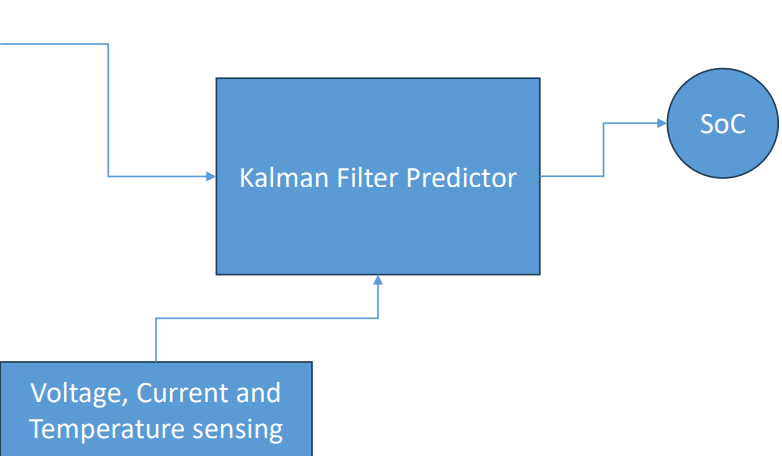 SoC
Kalman Filter Predictor
Voltage, Current and
Temperature sensing